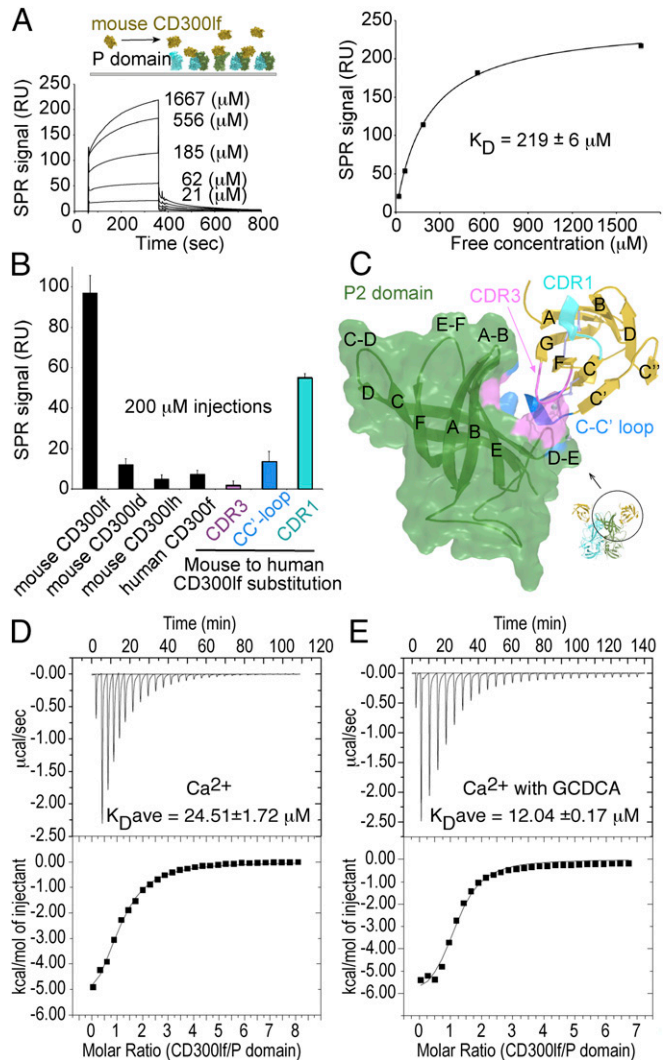 A
mouse CD300lf
P domain
SPR signal (RU)
250
200
150
100
50
0
1667 (μM)
556 (μM)
185 (μM)
62 (μM)
21 (μM)
0 200 400 600 800
Time (sec)
SPR signal (RU)
250
200
150
100
50
0
K_D = 219 ± 6 μM
0 300 600 900 1200 1500
Free concentration (μM)
B
SPR signal (RU)
100
80
60
40
20
0
200 μM injections
mouse CD300lf
mouse CD300ld
mouse CD300lh
human CD300f
CDR3
CC'-loop
CDR1
Mouse to human
CD300lf substitution
C
P2 domain
CDR1
CDR3
E-F
A-B
C-D
D
C
F
A
B
E
D-E
A
B
G
D
F
C
C"
C'
C-C' loop
D
Time (min)
0 20 40 60 80 100 120
μcal/sec
-0.00
-0.50
-1.00
-1.50
-2.00
-2.50
Ca²⁺
K_Dave = 24.51±1.72 μM
kcal/mol of injectant
0.00
-1.00
-2.00
-3.00
-4.00
-5.00
-6.00
0 1 2 3 4 5 6 7 8
Molar Ratio (CD300lf/P domain)
E
Time (min)
0 20 40 60 80 100 120 140
μcal/sec
-0.00
-0.50
-1.00
-1.50
-2.00
-2.50
Ca²⁺ with GCDCA
K_Dave = 12.04 ±0.17 μM
kcal/mol of injectant
0.00
-1.00
-2.00
-3.00
-4.00
-5.00
-6.00
0 1 2 3 4 5 6 7
Molar Ratio (CD300lf/P domain)